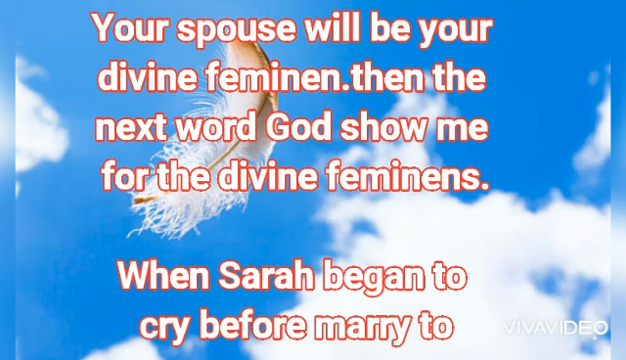 Your spouse will be your
divine feminen.then the
next word God show me
for the divine feminens.
When Sarah began to
cry before marry to
VIVAVIDEO